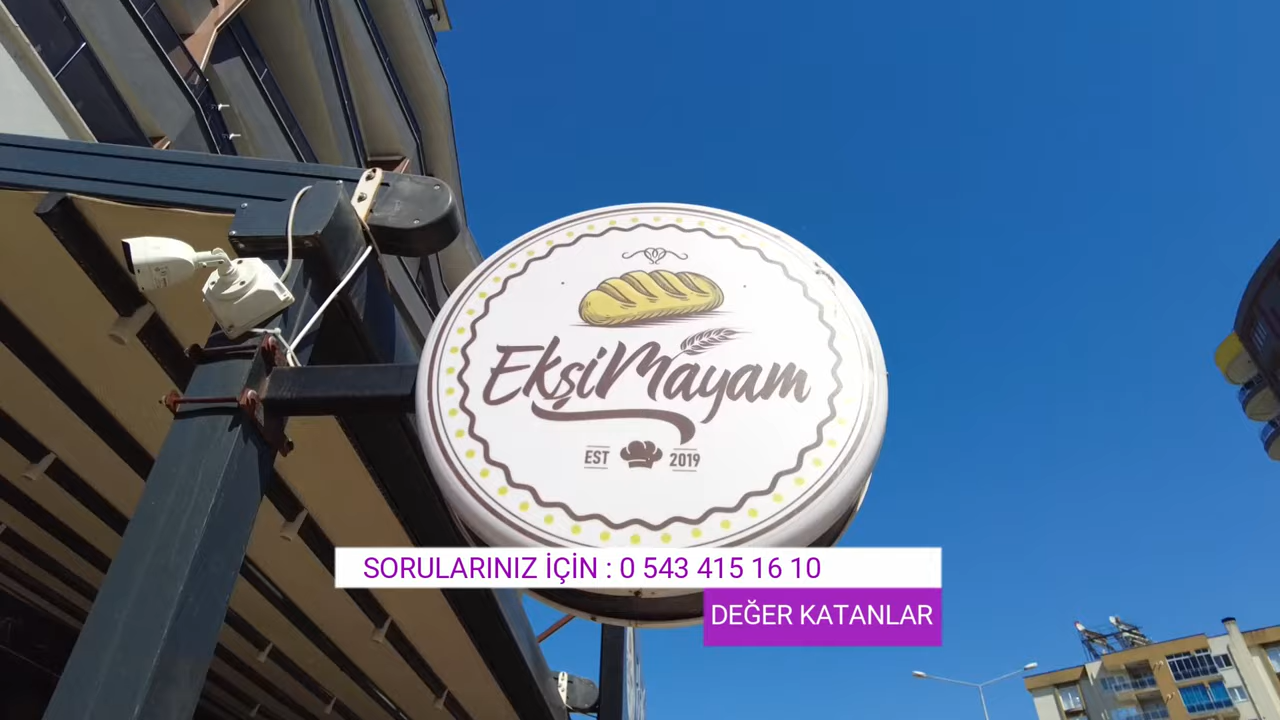 EkşiMayam
EST 2019
SORULARINIZ İÇİN : 0 543 415 16 10
DEĞER KATANLAR